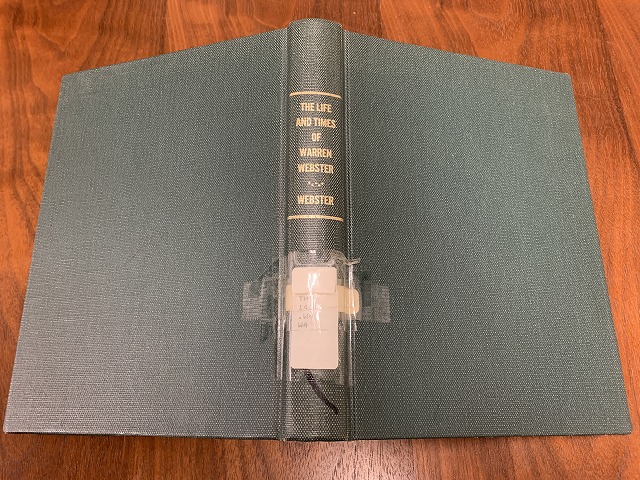 THE LIFE
AND TIMES
OF
WARREN
WEBSTER
WEBSTER